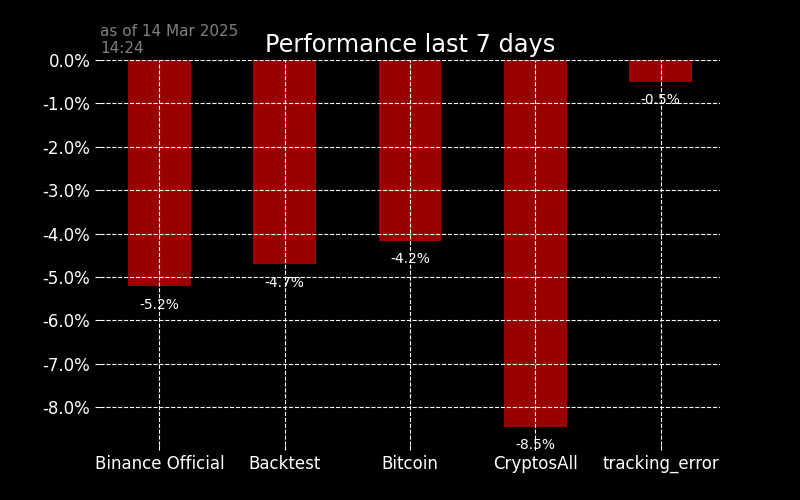 as of 14 Mar 2025
14:24
Performance last 7 days
0.0%
-1.0%
-2.0%
-3.0%
-4.0%
-5.0%
-6.0%
-7.0%
-8.0%
-5.2%
-4.7%
-4.2%
-8.5%
-0.5%
Binance Official
Backtest
Bitcoin
CryptosAll
tracking_error